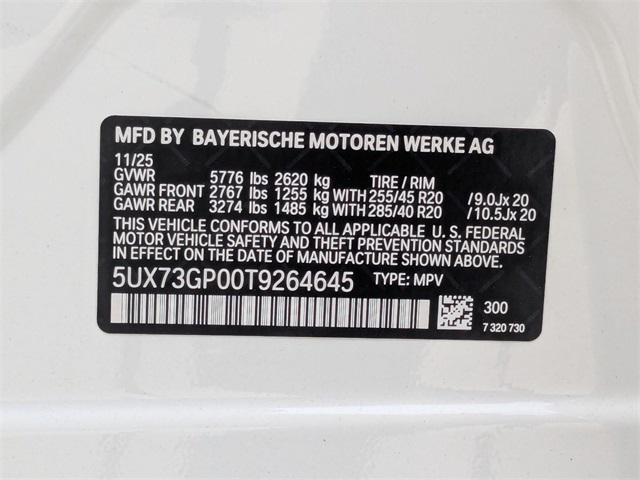 MFD BY BAYERISCHE MOTOREN WERKE AG
11/25
GVWR 5776 lbs 2620 kg TIRE / RIM
GAWR FRONT 2767 lbs 1255 kg WITH 255/45 R20 /9.0Jx 20
GAWR REAR 3274 lbs 1485 kg WITH 285/40 R20 /10.5Jx 20
THIS VEHICLE CONFORMS TO ALL APPLICABLE U. S. FEDERAL
MOTOR VEHICLE SAFETY AND THEFT PREVENTION STANDARDS
IN EFFECT ON THE DATE OF MANUFACTURE SHOWN ABOVE.
5UX73GP00T9264645 TYPE: MPV
300
7 320 730